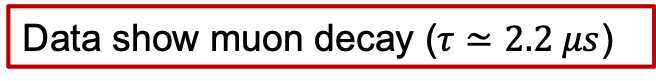 Data show muon decay (τ ≃ 2.2 μs)